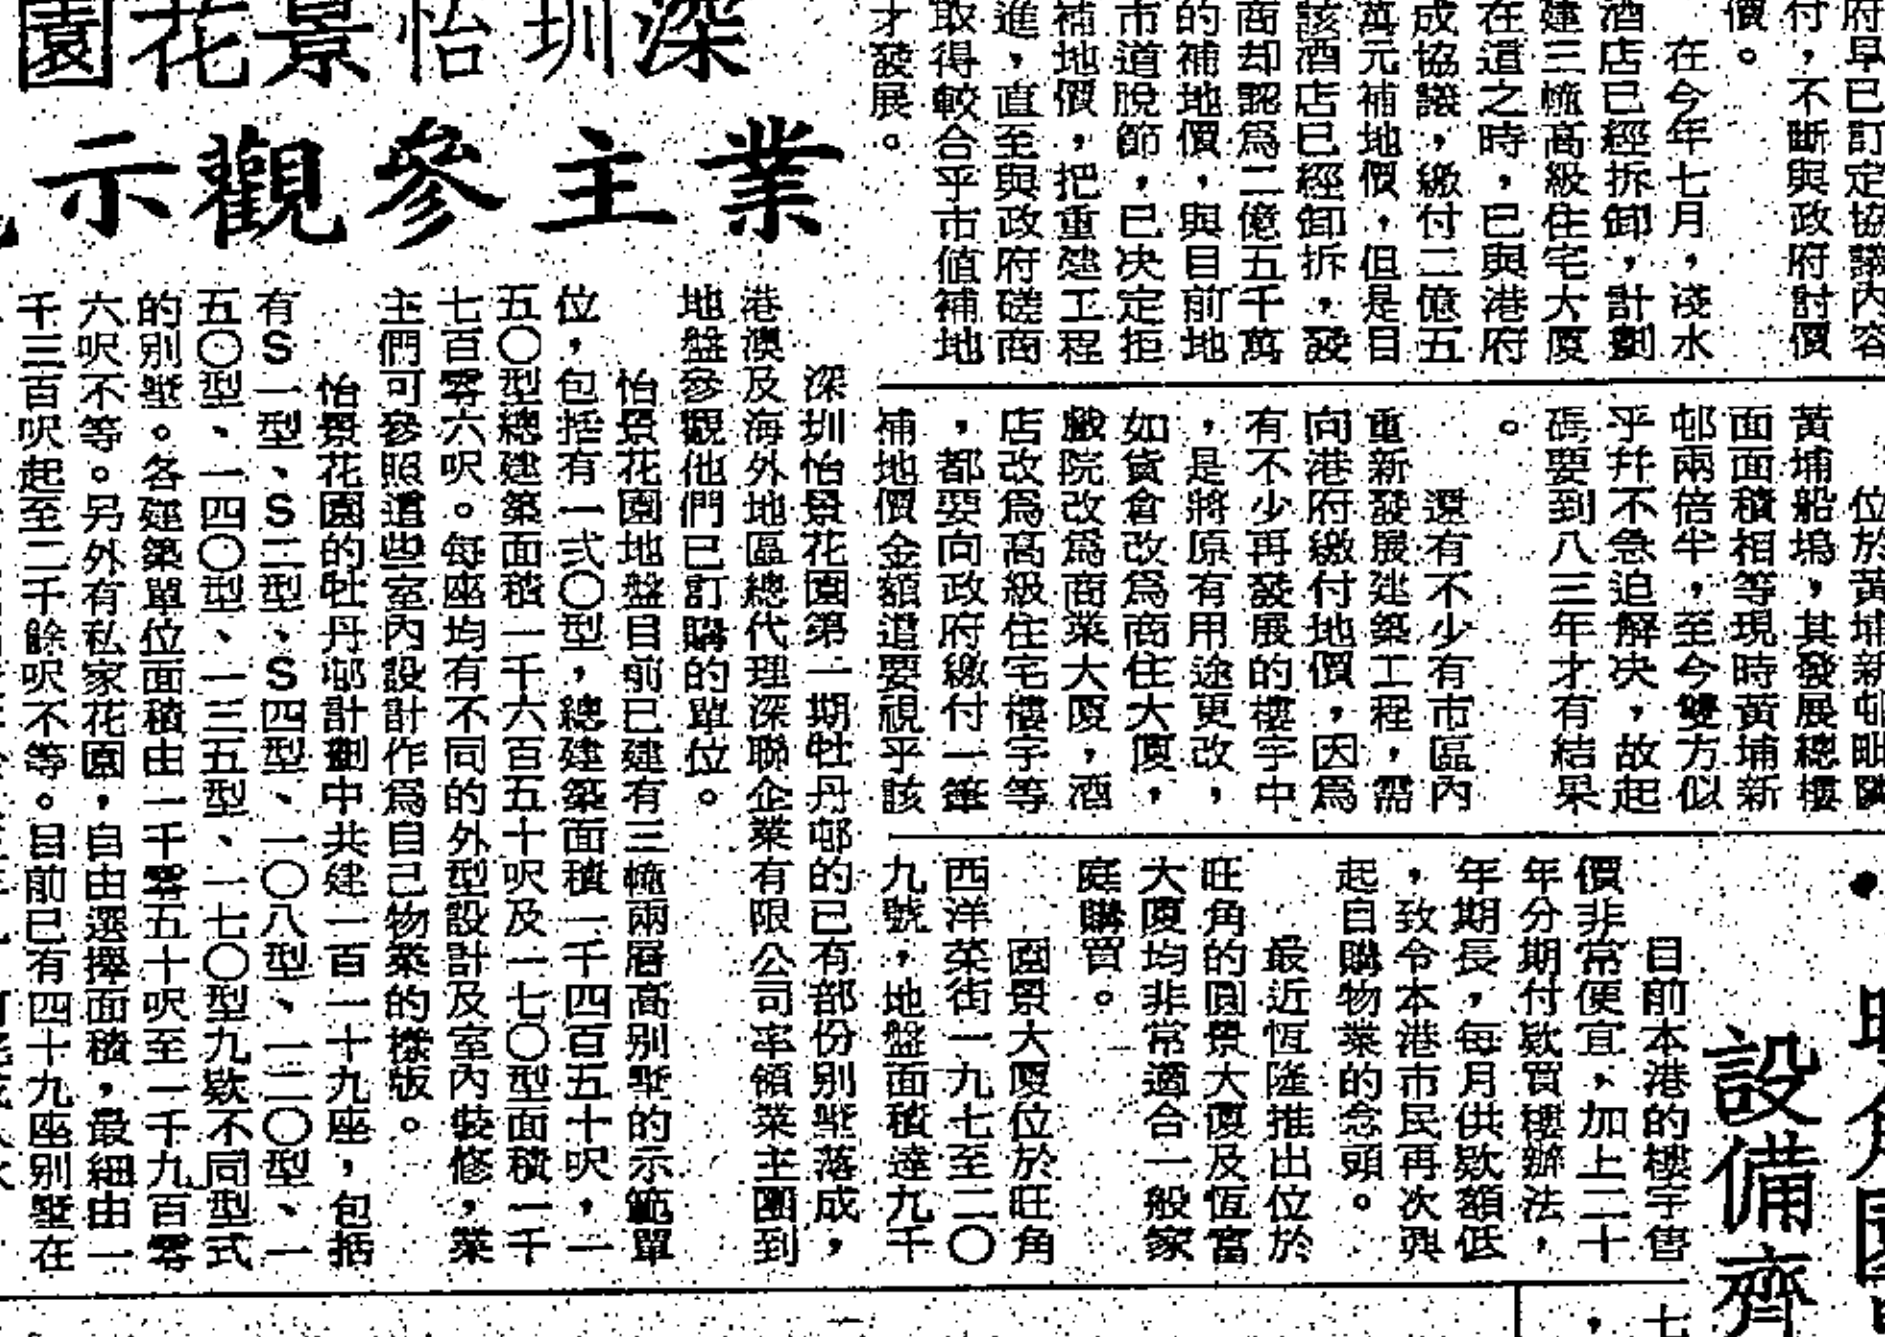 府早已訂定協議內容
付，不斷與政府討價
價。
在今年七月，淺水
酒店已經拆卸，計劃
建三幢高級住宅大廈
在這之時，已與港府
成協議，繳付二億五
萬元補地價，但是目
該酒店已經卸拆，發
商却認爲二億五千萬
的補地價，與目前地
市道脫節，已决定拒
補地價，把重建工程
進，直至與政府磋商
取得較合乎市值補地
才發展。
位於黃埔新邨毗鄰
黃埔船塢，其發展總樓
面面積相等現時黃埔新
邨兩倍半，至今雙方似
乎幷不急迫解決，故起
碼要到八三年才有結果
。
還有不少有市區內
重新發展建築工程，需
向港府繳付地價，因爲
有不少再發展的樓宇中
，是將原有用途更改，
如貨倉改爲商住大廈，
戲院改爲商業大廈，酒
店改爲高級住宅樓宇等
，都要向政府繳付一筆
補地價金額這要視乎該
設備齊
目前本港的樓宇售
價非常便宜，加上二十
年分期付欵買樓辦法，
年期長，每月供欵額低
，致令本港市民再次興
起自購物業的念頭。
最近恆隆推出位於
旺角的園景大廈及恆富
大廈均非常適合一般家
庭購買。
園景大廈位於旺角
西洋菜街一九七至二〇
九號，地盤面積達九千
深圳怡景花園
業主參觀示
深圳怡景花園第一期牡丹邨的已有部份别墅落成，
港澳及海外地區總代理深聯企業有限公司率領業主團到
地盤參觀他們已訂購的單位。
怡景花園地盤目前已建有三幢兩層高别墅的示範單
位，包括有一弍〇型，總建築面積一千四百五十呎，一
五〇型總建築面積一千六百五十呎及一七〇型面積一千
七百零六呎。每座均有不同的外型設計及室內裝修，業
主們可參照這些室內設計作爲自己物業的樣版。
怡景花園的牡丹邨計劃中共建一百一十九座，包括
有S一型、S二型、S四型、一〇八型、一二〇型、一
五〇型、一四〇型、一三五型、一七〇型九欵不同型式
的别墅。各建築單位面積由一千零五十呎至一千九百零
六呎不等。另外有私家花園，自由選擇面積，最細由一
千三百呎起至二千餘呎不等。目前已有四十九座别墅在